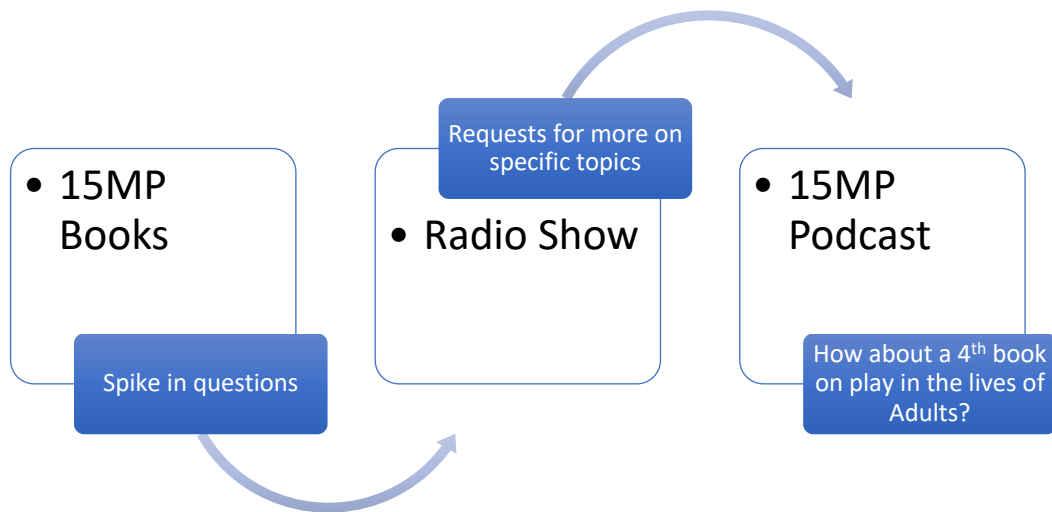 • 15MP
Books
Spike in questions
Requests for more on
specific topics
• Radio Show
• 15MP
Podcast
How about a 4th book
on play in the lives of
Adults?